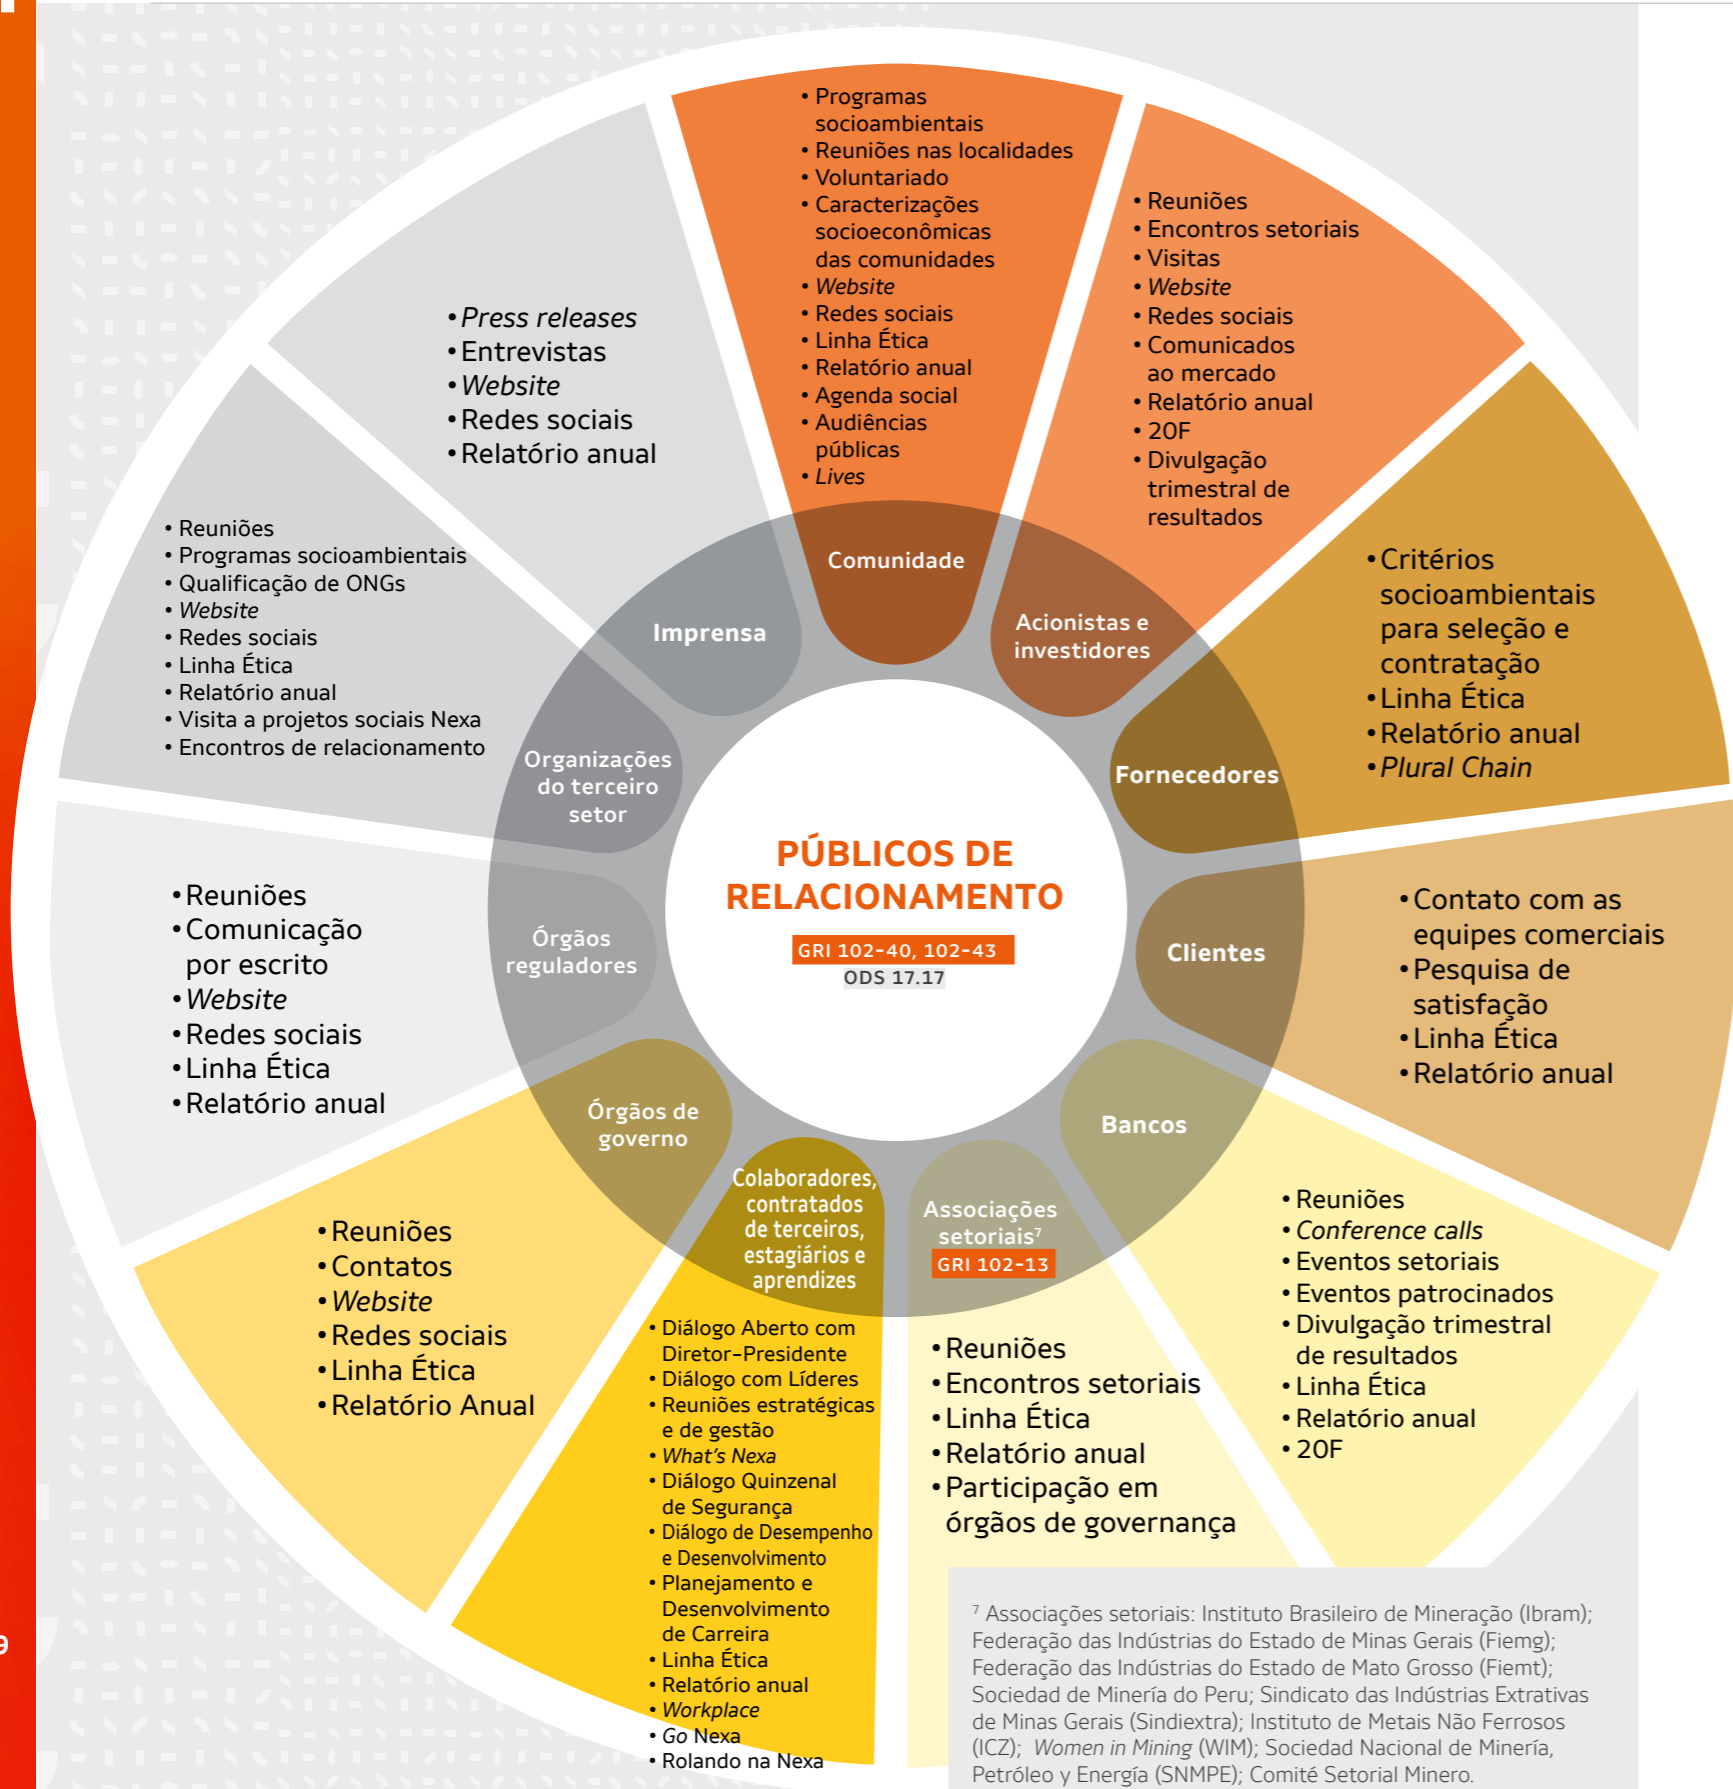 • Programas
socioambientais
• Reuniões nas localidades
• Voluntariado
• Caracterizações
socioeconômicas
das comunidades
• Website
• Redes sociais
• Linha Ética
• Relatório anual
• Agenda social
• Audiências
públicas
• Lives
Comunidade
• Reuniões
• Encontros setoriais
• Visitas
• Website
• Redes sociais
• Comunicados
ao mercado
• Relatório anual
• 20F
• Divulgação
trimestral de
resultados
Acionistas e
investidores
• Critérios
socioambientais
para seleção e
contratação
• Linha Ética
• Relatório anual
• Plural Chain
Fornecedores
• Contato com as
equipes comerciais
• Pesquisa de
satisfação
• Linha Ética
• Relatório anual
Clientes
• Reuniões
• Conference calls
• Eventos setoriais
• Eventos patrocinados
• Divulgação trimestral
de resultados
• Linha Ética
• Relatório anual
• 20F
Bancos
Associações
setoriais⁷
GRI 102-13
• Reuniões
• Encontros setoriais
• Linha Ética
• Relatório anual
• Participação em
órgãos de governança
Colaboradores,
contratados
de terceiros,
estagiários e
aprendizes
• Diálogo Aberto com
Diretor-Presidente
• Diálogo com Líderes
• Reuniões estratégicas
e de gestão
• What's Nexa
• Diálogo Quinzenal
de Segurança
• Diálogo de Desempenho
e Desenvolvimento
• Planejamento e
Desenvolvimento
de Carreira
• Linha Ética
• Relatório anual
• Workplace
• Go Nexa
• Rolando na Nexa
Órgãos de
governo
• Reuniões
• Contatos
• Website
• Redes sociais
• Linha Ética
• Relatório Anual
Órgãos
reguladores
• Reuniões
• Comunicação
por escrito
• Website
• Redes sociais
• Linha Ética
• Relatório anual
Organizações
do terceiro
setor
• Reuniões
• Programas socioambientais
• Qualificação de ONGs
• Website
• Redes sociais
• Linha Ética
• Relatório anual
• Visita a projetos sociais Nexa
• Encontros de relacionamento
Imprensa
• Press releases
• Entrevistas
• Website
• Redes sociais
• Relatório anual
PÚBLICOS DE
RELACIONAMENTO
GRI 102-40, 102-43
ODS 17.17
⁷ Associações setoriais: Instituto Brasileiro de Mineração (Ibram);
Federação das Indústrias do Estado de Minas Gerais (Fiemg);
Federação das Indústrias do Estado de Mato Grosso (Fiemt);
Sociedad de Minería do Peru; Sindicato das Indústrias Extrativas
de Minas Gerais (Sindiextra); Instituto de Metais Não Ferrosos
(ICZ); Women in Mining (WIM); Sociedad Nacional de Minería,
Petróleo y Energía (SNMPE); Comité Setorial Minero.